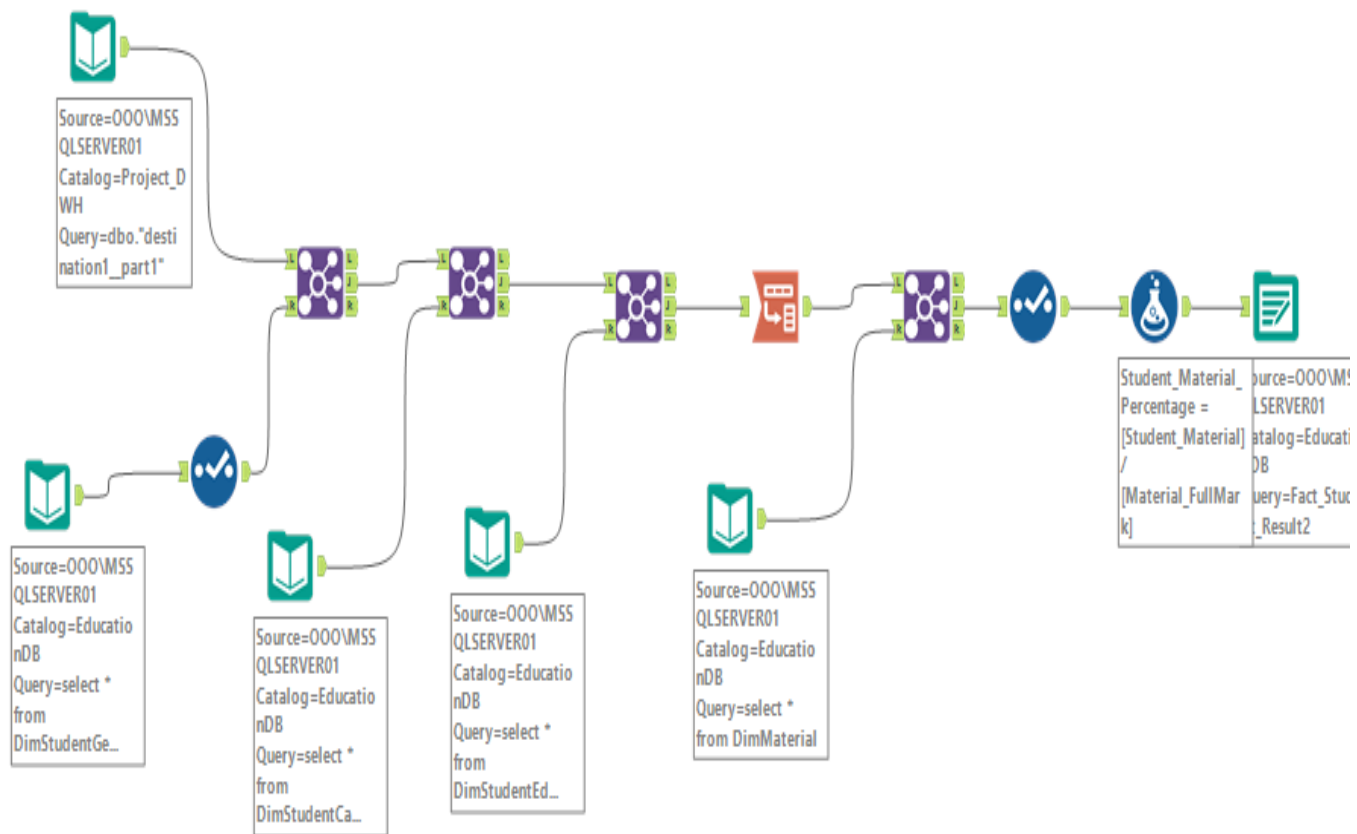 Source=OOO\MSS
QLSERVER01
Catalog=Project_D
WH
Query=dbo."desti
nation1_part1"
L
L
J
R
R
L
L
J
R
R
L
L
J
R
R
L
L
J
R
R
Student_Material_
Percentage =
[Student_Material]
/
[Material_FullMar
k]
ource=OOO\MS
LSERVER01
atalog=Educati
DB
uery=Fact_Stud
t_Result2
Source=OOO\MSS
QLSERVER01
Catalog=Educatio
nDB
Query=select *
from
DimStudentGe...
Source=OOO\MSS
QLSERVER01
Catalog=Educatio
nDB
Query=select *
from
DimStudentCa...
Source=OOO\MSS
QLSERVER01
Catalog=Educatio
nDB
Query=select *
from
DimStudentEd...
Source=OOO\MSS
QLSERVER01
Catalog=Educatio
nDB
Query=select *
from DimMaterial